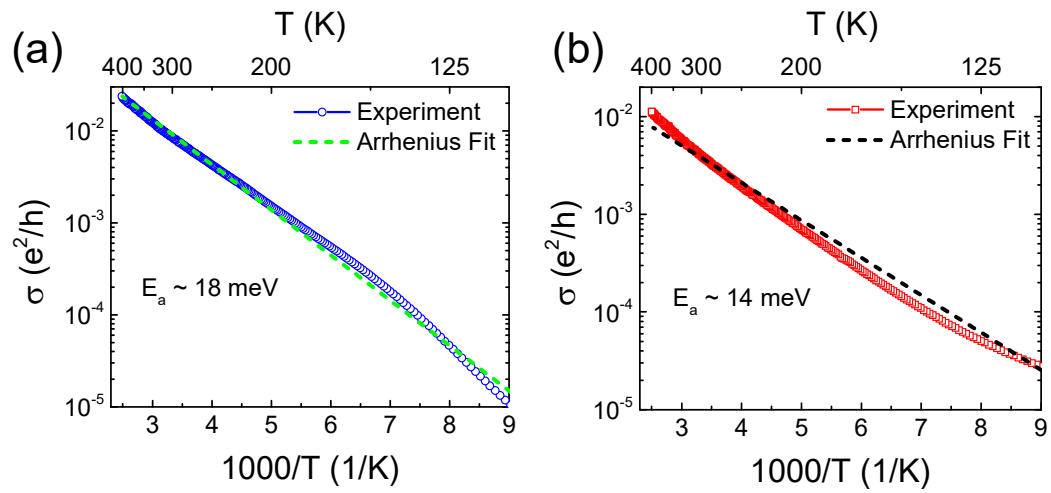 (a)
T (K)
400 300 200 125
Experiment
Arrhenius Fit
10⁻²
10⁻³
10⁻⁴
10⁻⁵
σ (e²/h)
Eₐ ~ 18 meV
3 4 5 6 7 8 9
1000/T (1/K)
(b)
T (K)
400 300 200 125
Experiment
Arrhenius Fit
10⁻²
10⁻³
10⁻⁴
10⁻⁵
σ (e²/h)
Eₐ ~ 14 meV
3 4 5 6 7 8 9
1000/T (1/K)